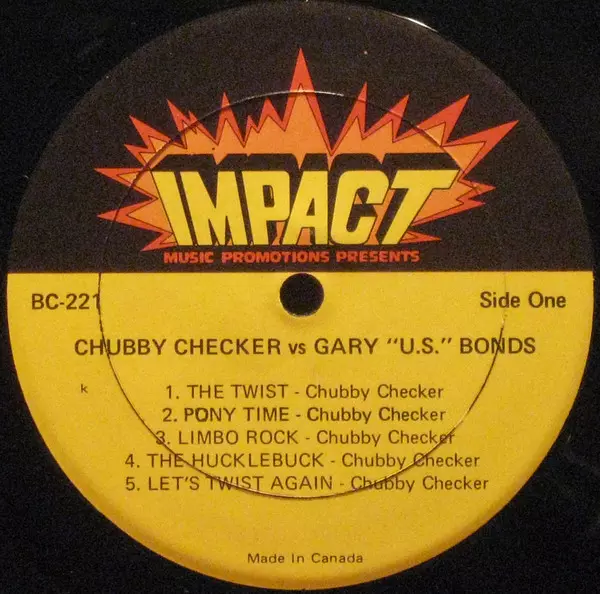 IMPACT
MUSIC PROMOTIONS PRESENTS
BC-221 Side One
CHUBBY CHECKER vs GARY "U.S." BONDS
k
1. THE TWIST - Chubby Checker
2. PONY TIME - Chubby Checker
3. LIMBO ROCK - Chubby Checker
4. THE HUCKLEBUCK - Chubby Checker
5. LET'S TWIST AGAIN - Chubby Checker
Made In Canada